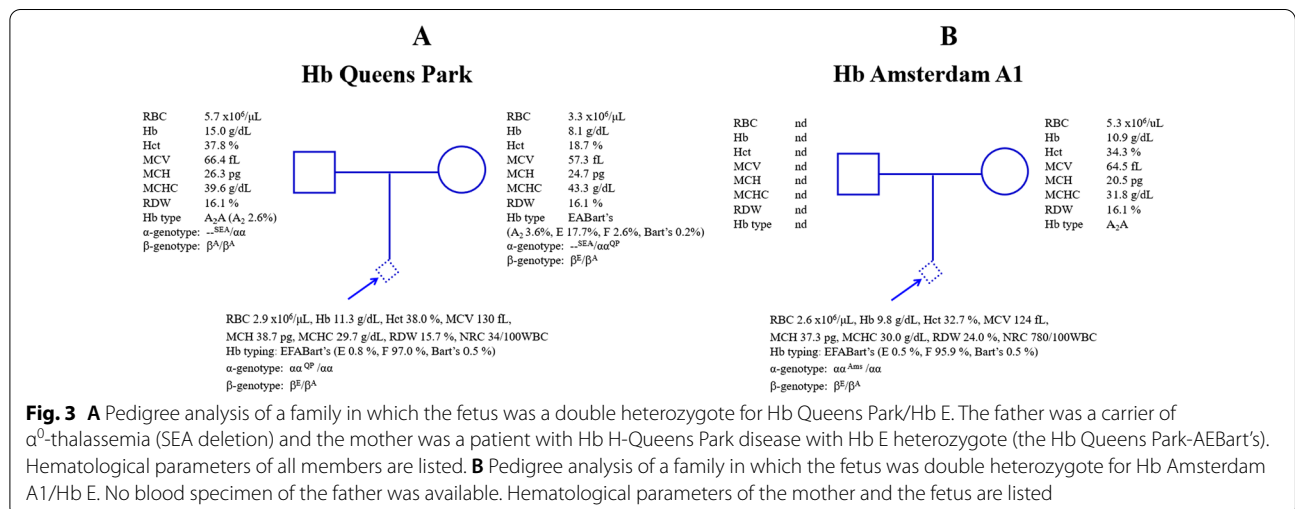 A
Hb Queens Park
RBC 5.7 x10⁶/μL
Hb 15.0 g/dL
Hct 37.8 %
MCV 66.4 fL
MCH 26.3 pg
MCHC 39.6 g/dL
RDW 16.1 %
Hb type A₂A (A₂ 2.6%)
α-genotype: --ˢᴱᴬ/αα
β-genotype: βᴬ/βᴬ
RBC 3.3 x10⁶/μL
Hb 8.1 g/dL
Hct 18.7 %
MCV 57.3 fL
MCH 24.7 pg
MCHC 43.3 g/dL
RDW 16.1 %
Hb type EABart's
(A₂ 3.6%, E 17.7%, F 2.6%, Bart's 0.2%)
α-genotype: --ˢᴱᴬ/ααQP
β-genotype: βᴱ/βᴬ
RBC 2.9 x10⁶/μL, Hb 11.3 g/dL, Hct 38.0 %, MCV 130 fL,
MCH 38.7 pg, MCHC 29.7 g/dL, RDW 15.7 %, NRC 34/100WBC
Hb typing: EFABart's (E 0.8 %, F 97.0 %, Bart's 0.5 %)
α-genotype: αα QP /αα
β-genotype: βᴱ/βᴬ
B
Hb Amsterdam A1
RBC nd
Hb nd
Hct nd
MCV nd
MCH nd
MCHC nd
RDW nd
Hb type nd
RBC 5.3 x10⁶/uL
Hb 10.9 g/dL
Hct 34.3 %
MCV 64.5 fL
MCH 20.5 pg
MCHC 31.8 g/dL
RDW 16.1 %
Hb type A₂A
RBC 2.6 x10⁶/μL, Hb 9.8 g/dL, Hct 32.7 %, MCV 124 fL,
MCH 37.3 pg, MCHC 30.0 g/dL, RDW 24.0 %, NRC 780/100WBC
Hb typing: EFABart's (E 0.5 %, F 95.9 %, Bart's 0.5 %)
α-genotype: αα Ams /αα
β-genotype: βᴱ/βᴬ
Fig. 3 A Pedigree analysis of a family in which the fetus was a double heterozygote for Hb Queens Park/Hb E. The father was a carrier of
α⁰-thalassemia (SEA deletion) and the mother was a patient with Hb H-Queens Park disease with Hb E heterozygote (the Hb Queens Park-AEBart's).
Hematological parameters of all members are listed. B Pedigree analysis of a family in which the fetus was double heterozygote for Hb Amsterdam
A1/Hb E. No blood specimen of the father was available. Hematological parameters of the mother and the fetus are listed